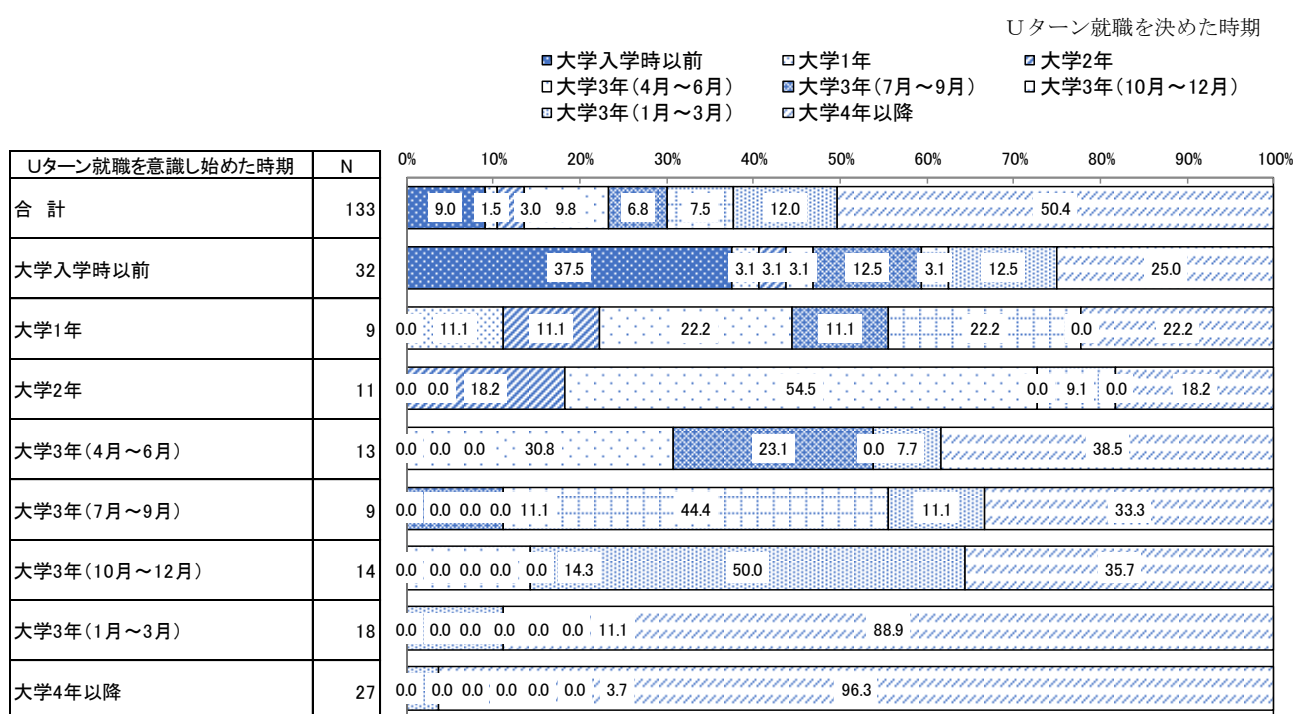 Uターン就職を決めた時期
大学入学時以前 大学1年 大学2年
大学3年(4月～6月) 大学3年(7月～9月) 大学3年(10月～12月)
大学3年(1月～3月) 大学4年以降
Uターン就職を意識し始めた時期 N 0% 10% 20% 30% 40% 50% 60% 70% 80% 90% 100%
合 計 133 9.0 1.5 3.0 9.8 6.8 7.5 12.0 50.4
大学入学時以前 32 37.5 3.1 3.1 3.1 12.5 3.1 12.5 25.0
大学1年 9 0.0 11.1 11.1 22.2 11.1 22.2 0.0 22.2
大学2年 11 0.0 0.0 18.2 54.5 0.0 9.1 0.0 18.2
大学3年(4月～6月) 13 0.0 0.0 0.0 30.8 23.1 0.0 7.7 38.5
大学3年(7月～9月) 9 0.0 0.0 0.0 0.0 11.1 44.4 11.1 33.3
大学3年(10月～12月) 14 0.0 0.0 0.0 0.0 0.0 14.3 50.0 35.7
大学3年(1月～3月) 18 0.0 0.0 0.0 0.0 0.0 0.0 11.1 88.9
大学4年以降 27 0.0 0.0 0.0 0.0 0.0 0.0 3.7 96.3